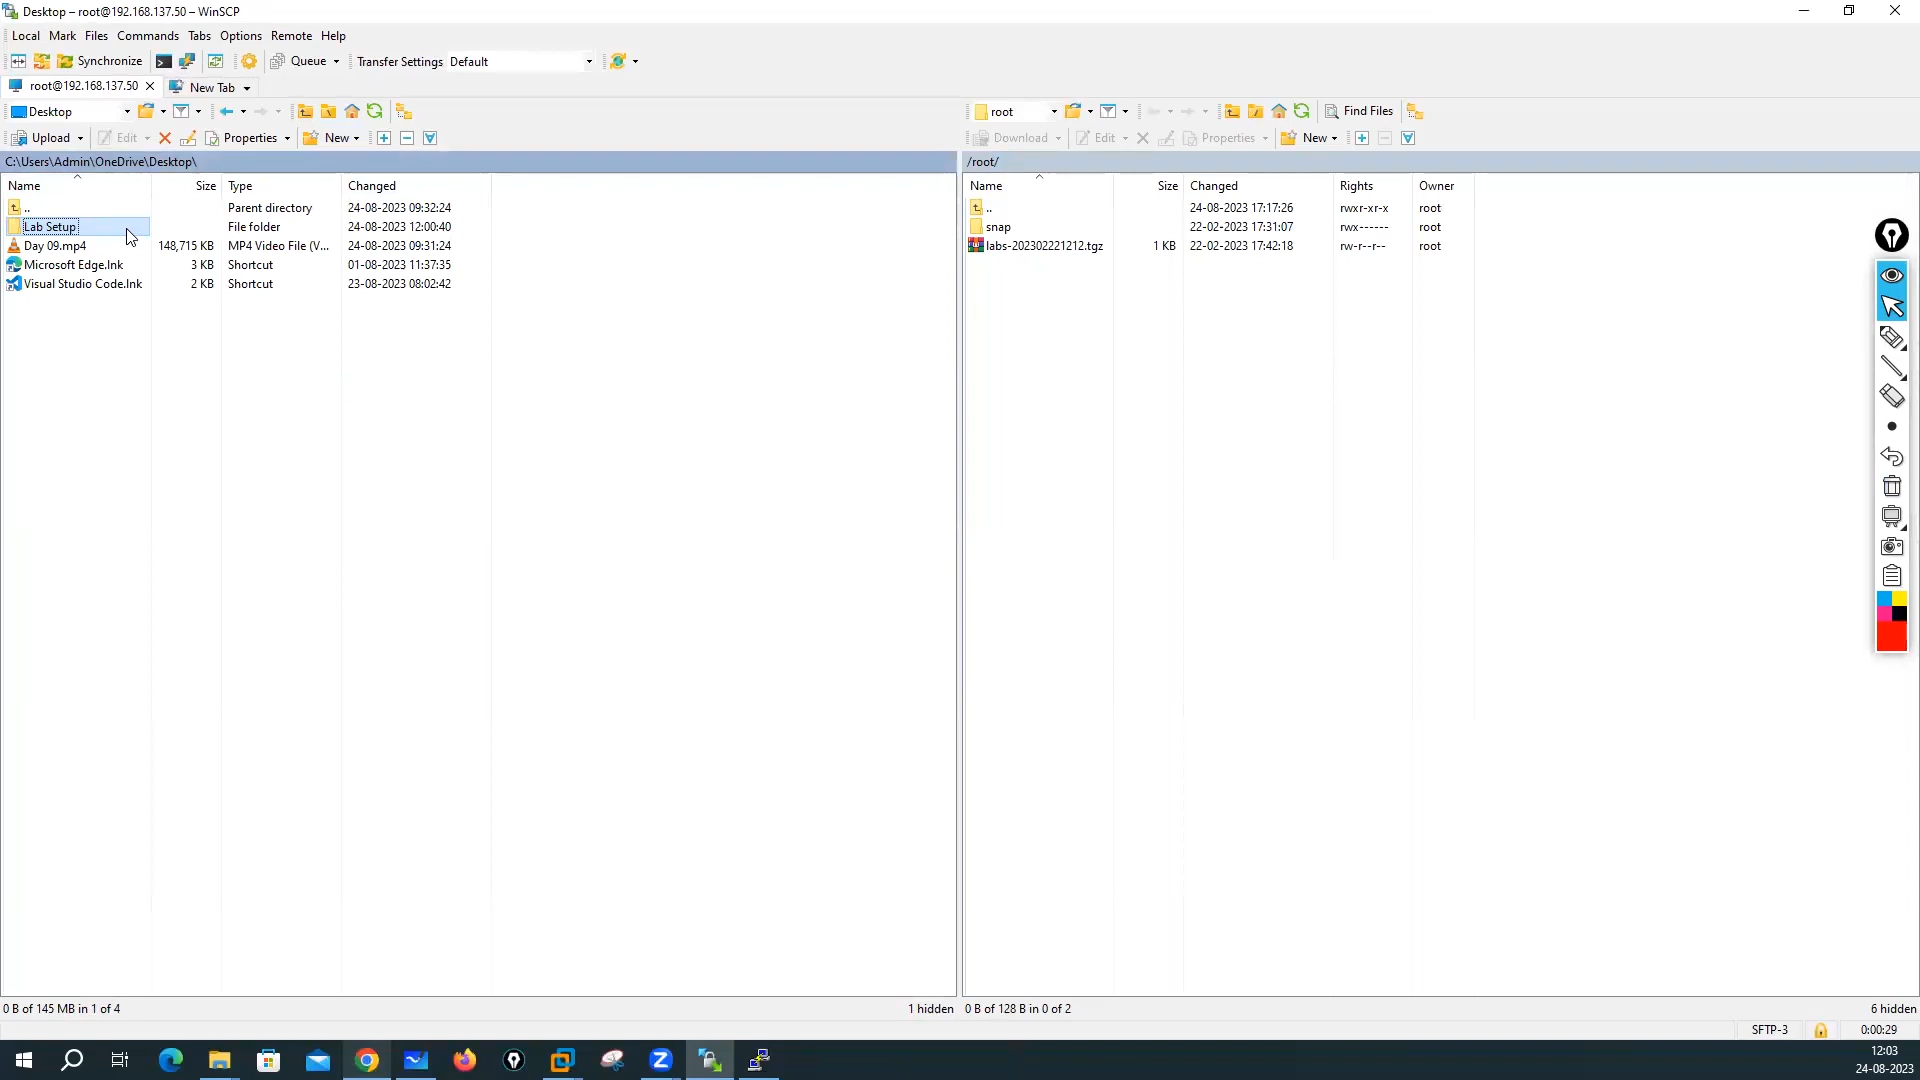 Desktop – root@192.168.137.50 – WinSCP
Local Mark Files Commands Tabs Options Remote Help
Synchronize Queue Transfer Settings Default
root@192.168.137.50 New Tab
Desktop root Find Files
Upload Edit Properties New Download Edit Properties New
C:\Users\Admin\OneDrive\Desktop\ /root/
Name Size Type Changed Name Size Changed Rights Owner
.. Parent directory 24-08-2023 09:32:24 .. 24-08-2023 17:17:26 rwxr-xr-x root
Lab Setup File folder 24-08-2023 12:00:40 snap 22-02-2023 17:31:07 rwx------ root
Day 09.mp4 148,715 KB MP4 Video File (V... 24-08-2023 09:31:24 labs-202302221212.tgz 1 KB 22-02-2023 17:42:18 rw-r--r-- root
Microsoft Edge.lnk 3 KB Shortcut 01-08-2023 11:37:35
Visual Studio Code.lnk 2 KB Shortcut 23-08-2023 08:02:42
0 B of 145 MB in 1 of 4 1 hidden 0 B of 128 B in 0 of 2 6 hidden
SFTP-3 0:00:29
12:03
24-08-2023